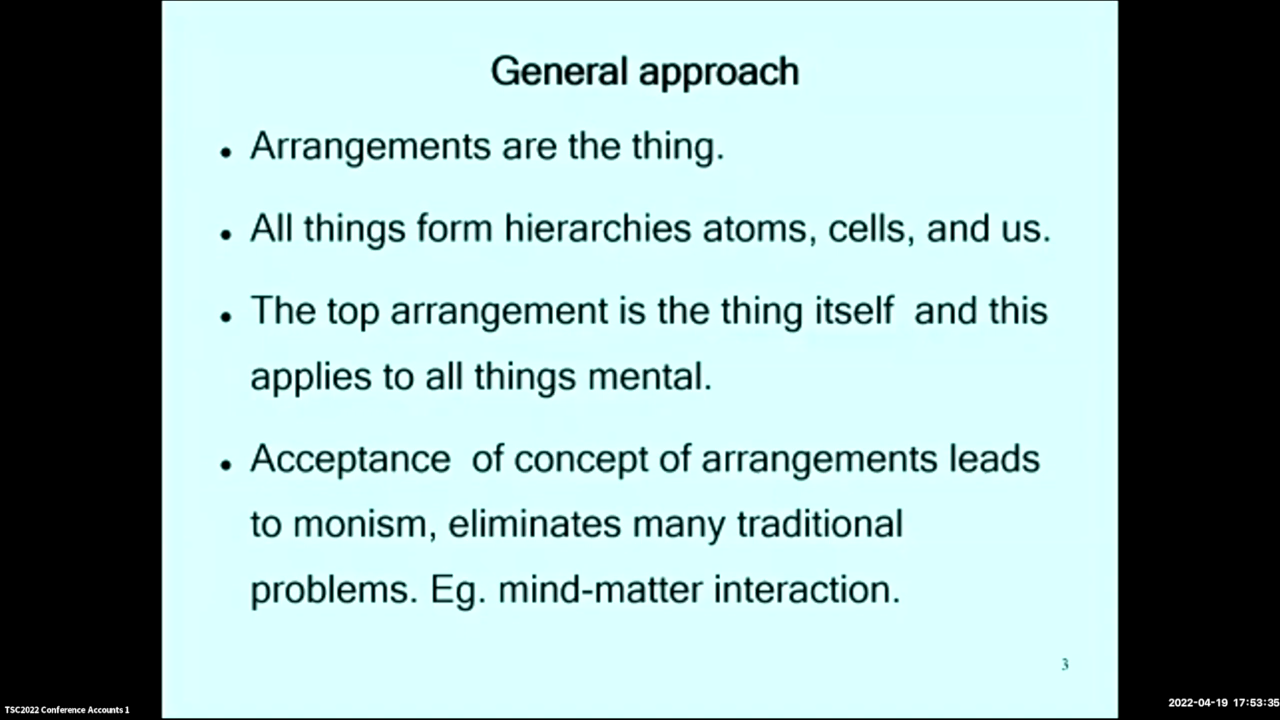 General approach
• Arrangements are the thing.
• All things form hierarchies atoms, cells, and us.
• The top arrangement is the thing itself  and this
applies to all things mental.
• Acceptance  of concept of arrangements leads
to monism, eliminates many traditional
problems. Eg. mind-matter interaction.
3
TSC2022 Conference Accounts 1
2022-04-19 17:53:35